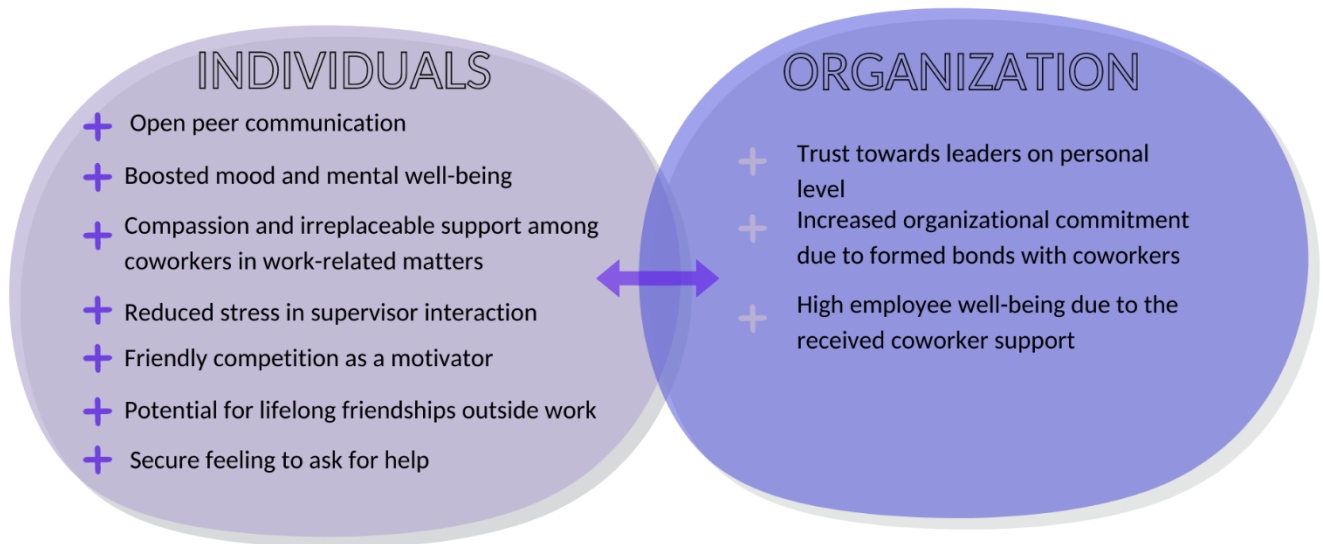 INDIVIDUALS
Open peer communication
Boosted mood and mental well-being
Compassion and irreplaceable support among
coworkers in work-related matters
Reduced stress in supervisor interaction
Friendly competition as a motivator
Potential for lifelong friendships outside work
Secure feeling to ask for help
ORGANIZATION
Trust towards leaders on personal
level
Increased organizational commitment
due to formed bonds with coworkers
High employee well-being due to the
received coworker support